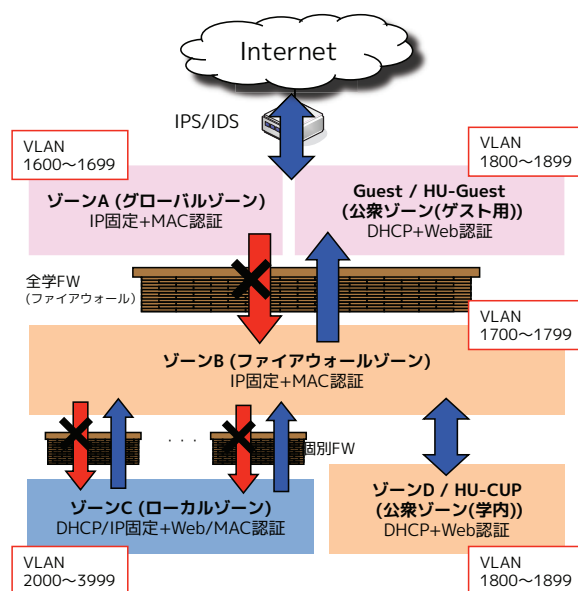 Internet
IPS/IDS
VLAN
1600〜1699
VLAN
1800〜1899
ゾーンA (グローバルゾーン)
IP固定+MAC認証
Guest / HU-Guest
(公衆ゾーン(ゲスト用))
DHCP+Web認証
全学FW
(ファイアウォール)
VLAN
1700〜1799
ゾーンB (ファイアウォールゾーン)
IP固定+MAC認証
・・・
個別FW
ゾーンC (ローカルゾーン)
DHCP/IP固定+Web/MAC認証
ゾーンD / HU-CUP
(公衆ゾーン(学内))
DHCP+Web認証
VLAN
2000〜3999
VLAN
1800〜1899